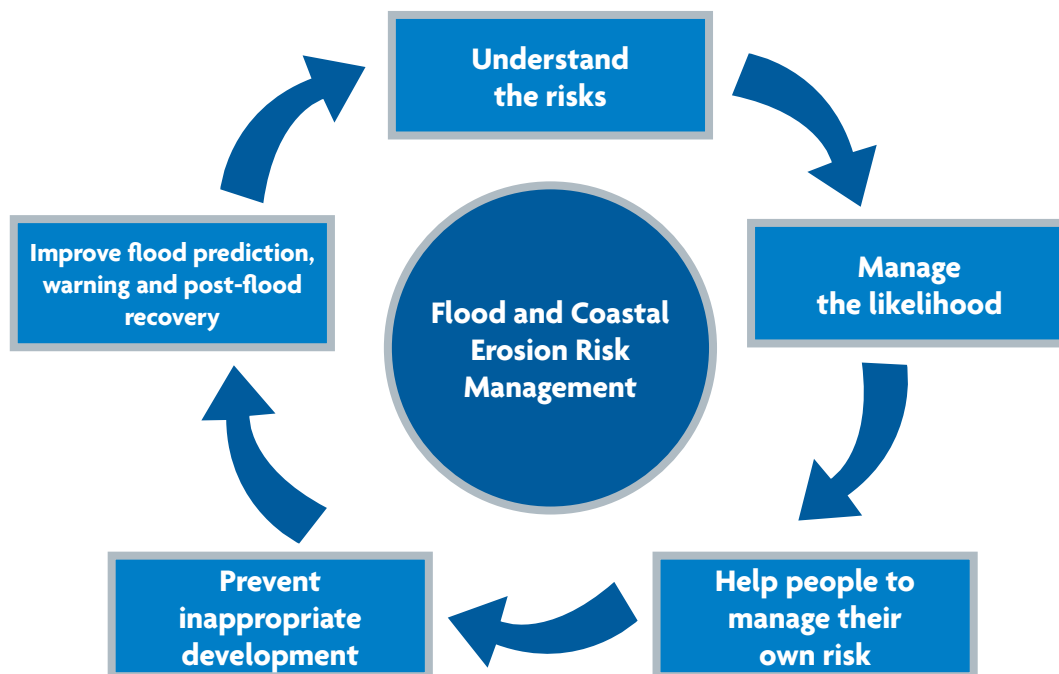 Understand
the risks
Manage
the likelihood
Help people to
manage their
own risk
Prevent
inappropriate
development
Improve flood prediction,
warning and post-flood
recovery
Flood and Coastal
Erosion Risk
Management